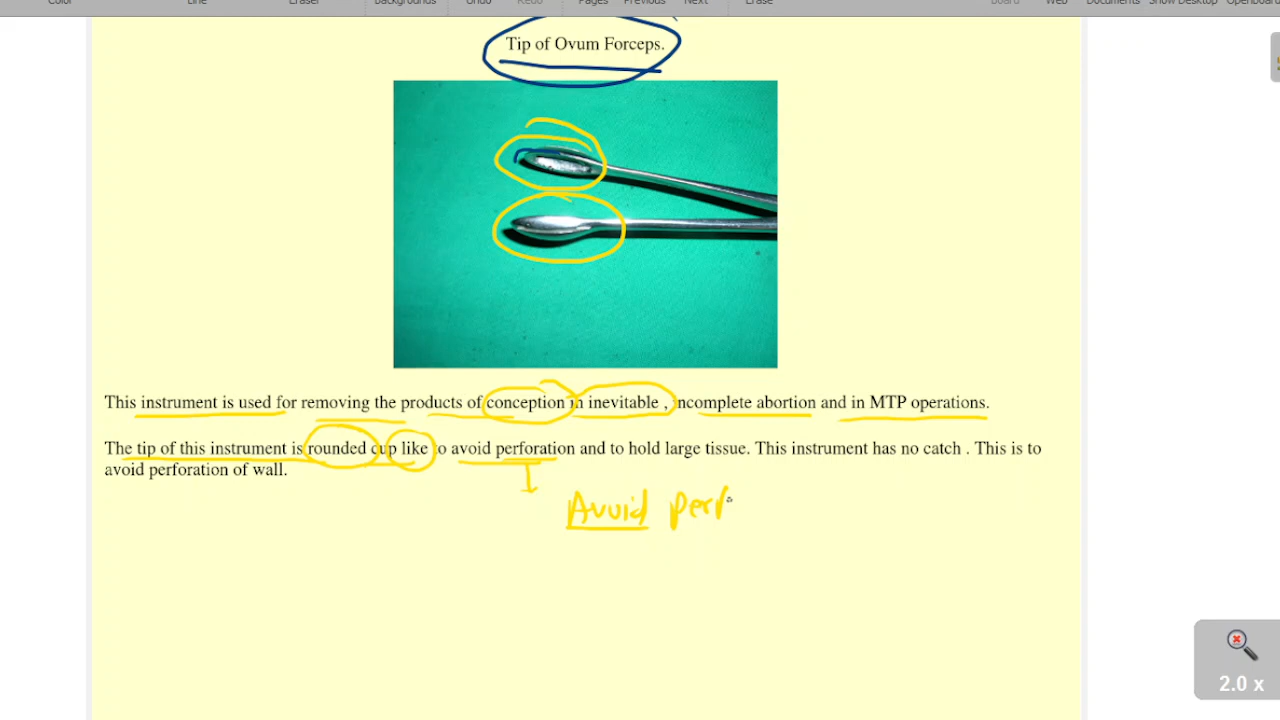 Color Line Eraser Backgrounds Undo Redo Pages Previous Next Erase Board Web Documents Show Desktop OpenBoard
Tip of Ovum Forceps.
This instrument is used for removing the products of conception in inevitable , incomplete abortion and in MTP operations.
The tip of this instrument is rounded cup like to avoid perforation and to hold large tissue. This instrument has no catch . This is to
avoid perforation of wall.
Avoid perf
2.0 x